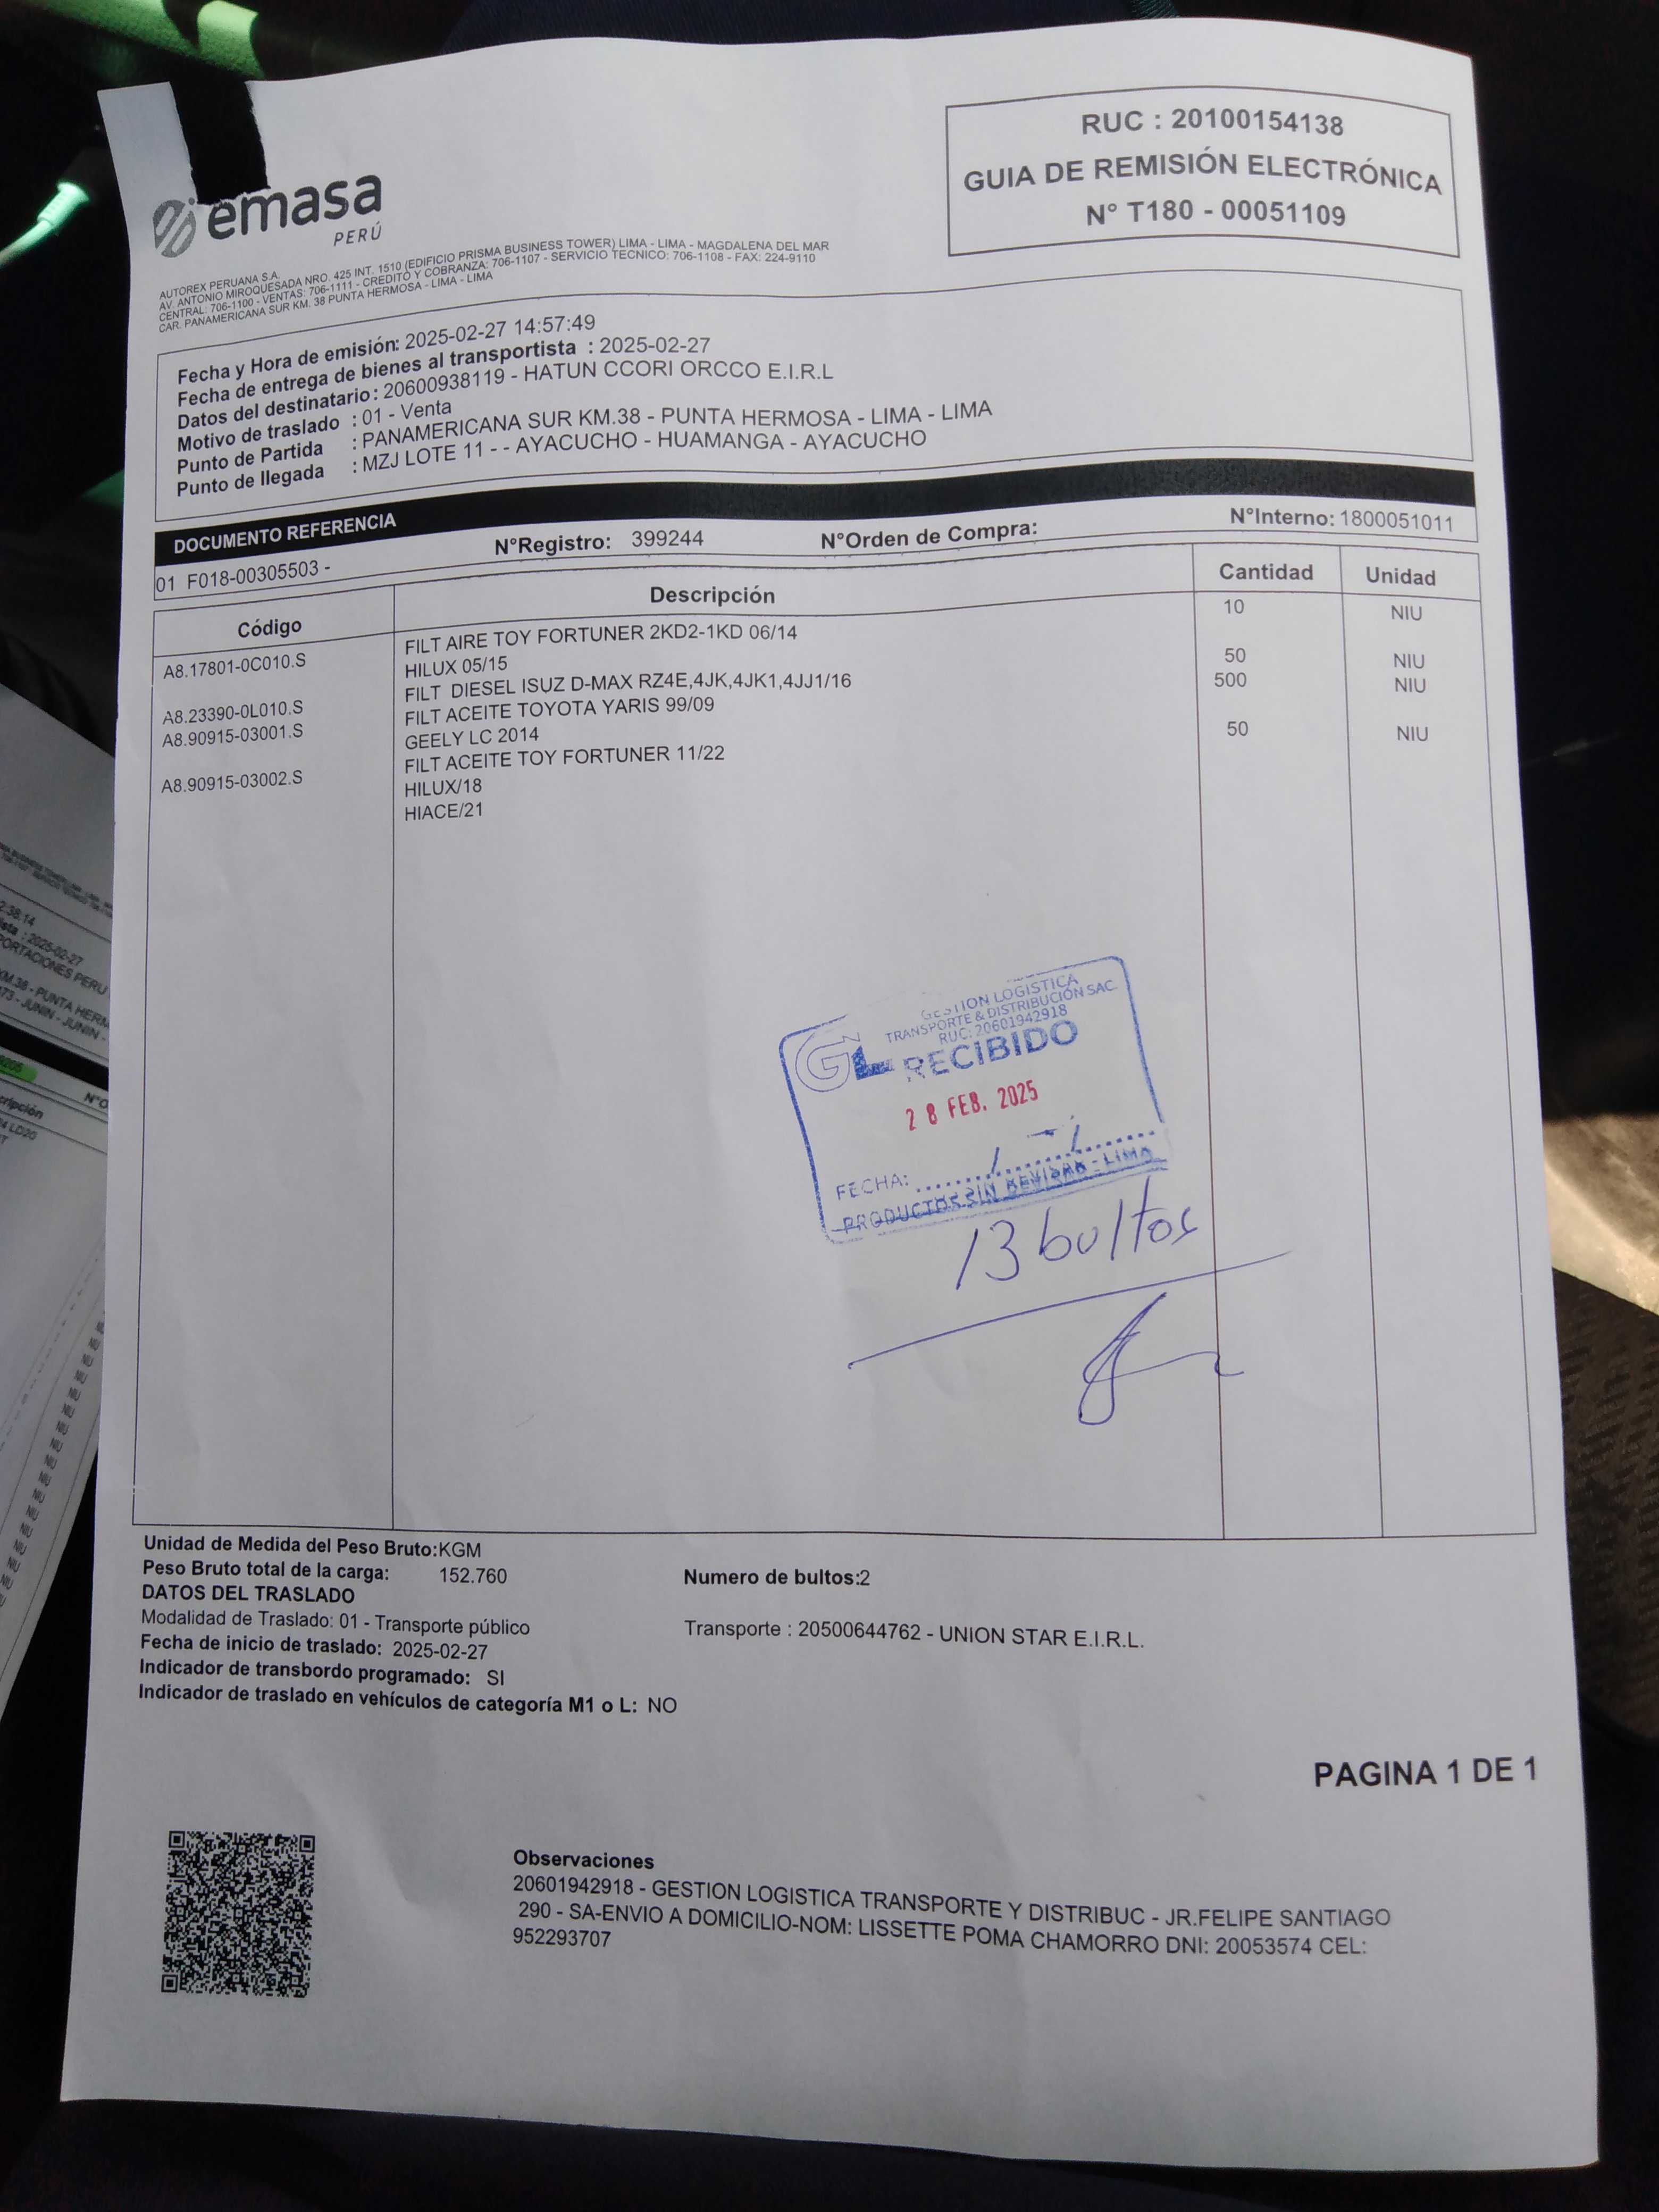 RUC : 20100154138
GUIA DE REMISIÓN ELECTRÓNICA
N° T180 - 00051109
emasa
PERÚ
AUTOREX PERUANA S.A.
AV. ANTONIO MIROQUESADA NRO. 425 INT. 1510 (EDIFICIO PRISMA BUSINESS TOWER) LIMA - LIMA - MAGDALENA DEL MAR
CENTRAL: 706-1100 - VENTAS: 706-1111 - CREDITO Y COBRANZA: 706-1107 - SERVICIO TECNICO: 706-1108 - FAX: 224-9110
CAR. PANAMERICANA SUR KM. 38 PUNTA HERMOSA - LIMA - LIMA
Fecha y Hora de emisión: 2025-02-27 14:57:49
Fecha de entrega de bienes al transportista : 2025-02-27
Datos del destinatario : 20600938119 - HATUN CCORI ORCCO E.I.R.L
Motivo de traslado : 01 - Venta
Punto de Partida : PANAMERICANA SUR KM.38 - PUNTA HERMOSA - LIMA - LIMA
Punto de llegada : MZJ LOTE 11 - - AYACUCHO - HUAMANGA - AYACUCHO
DOCUMENTO REFERENCIA
01 F018-00305503 - N°Registro: 399244 N°Orden de Compra: N°Interno: 1800051011
Código Descripción Cantidad Unidad
A8.17801-0C010.S FILT AIRE TOY FORTUNER 2KD2-1KD 06/14 10 NIU
HILUX 05/15
A8.23390-0L010.S FILT DIESEL ISUZ D-MAX RZ4E,4JK,4JK1,4JJ1/16 50 NIU
A8.90915-03001.S FILT ACEITE TOYOTA YARIS 99/09 500 NIU
GEELY LC 2014
A8.90915-03002.S FILT ACEITE TOY FORTUNER 11/22 50 NIU
HILUX/18
HIACE/21
GESTION LOGISTICA
TRANSPORTE & DISTRIBUCIÓN SAC.
RUC: 20601942918
GL RECIBIDO
28 FEB. 2025
FECHA: ........./........./.........
PRODUCTOS SIN REVISAR - LIMA
13 bultos
Unidad de Medida del Peso Bruto:KGM
Peso Bruto total de la carga: 152.760 Numero de bultos:2
DATOS DEL TRASLADO
Modalidad de Traslado: 01 - Transporte público Transporte : 20500644762 - UNION STAR E.I.R.L.
Fecha de inicio de traslado: 2025-02-27
Indicador de transbordo programado: SI
Indicador de traslado en vehículos de categoría M1 o L: NO
PAGINA 1 DE 1
Observaciones
20601942918 - GESTION LOGISTICA TRANSPORTE Y DISTRIBUC - JR.FELIPE SANTIAGO
290 - SA-ENVIO A DOMICILIO-NOM: LISSETTE POMA CHAMORRO DNI: 20053574 CEL:
952293707